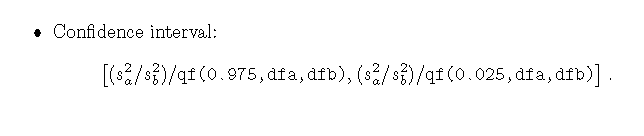 • Confidence interval:
[(s_a^2/s_b^2)/qf(0.975,dfa,dfb),(s_a^2/s_b^2)/qf(0.025,dfa,dfb)] .